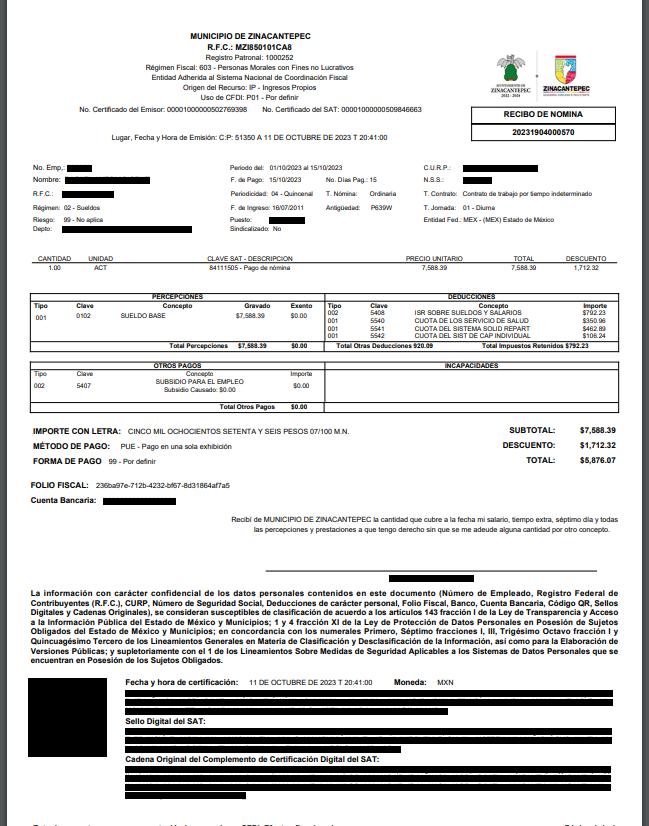 MUNICIPIO DE ZINACANTEPEC
R.F.C.: MZI850101CA8
Registro Patronal: 1000252
Régimen Fiscal: 603 - Personas Morales con Fines no Lucrativos
Entidad Adherida al Sistema Nacional de Coordinación Fiscal
Origen del Recurso: IP - Ingresos Propios
Uso de CFDI: P01 - Por definir
No. Certificado del Emisor: 00001000000502769398 No. Certificado del SAT: 00001000000509846663
Lugar, Fecha y Hora de Emisión: C:P: 51350 A 11 DE OCTUBRE DE 2023 T 20:41:00
ZINACANTEPEC
2022 - 2024
ZINACANTEPEC
RECIBO DE NOMINA
20231904000570
No. Emp,: Periodo del: 01/10/2023 al 15/10/2023 C.U.R.P.:
Nombre: F. de Pago: 15/10/2023 No. Días Pag.: 15 N.S.S.:
R.F.C.: Periodicidad: 04 - Quincenal T. Nómina: Ordinaria T. Contrato: Contrato de trabajo por tiempo indeterminado
Régimen: 02 - Sueldos F. de Ingreso: 16/07/2011 Antigüedad: P639W T. Jornada: 01 - Diurna
Riesgo: 99 - No aplica Puesto: Entidad Fed.: MEX - (MEX) Estado de México
Depto: Sindicalizado: No
CANTIDAD UNIDAD CLAVE SAT - DESCRIPCION PRECIO UNITARIO TOTAL DESCUENTO
1.00 ACT 84111505 - Pago de nómina 7,588.39 7,588.39 1,712.32
PERCEPCIONES DEDUCCIONES
Tipo Clave Concepto Gravado Exento Tipo Clave Concepto Importe
001 0102 SUELDO BASE $7,588.39 $0.00 002 5408 ISR SOBRE SUELDOS Y SALARIOS $792.23
001 5540 CUOTA DE LOS SERVICIO DE SALUD $350.96
001 5541 CUOTA DEL SISTEMA SOLID REPART $462.89
001 5542 CUOTA DEL SIST DE CAP INDIVIDUAL $106.24
Total Percepciones $7,588.39 $0.00 Total Otras Deducciones 920.09 Total Impuestos Retenidos $792.23
OTROS PAGOS INCAPACIDADES
Tipo Clave Concepto Importe
002 5407 SUBSIDIO PARA EL EMPLEO $0.00
Subsidio Causado: $0.00
Total Otros Pagos $0.00
IMPORTE CON LETRA: CINCO MIL OCHOCIENTOS SETENTA Y SEIS PESOS 07/100 M.N. SUBTOTAL: $7,588.39
MÉTODO DE PAGO: PUE - Pago en una sola exhibición DESCUENTO: $1,712.32
FORMA DE PAGO 99 - Por definir TOTAL: $5,876.07
FOLIO FISCAL: 236ba97e-712b-4232-bf67-8d31864af7a5
Cuenta Bancaria:
Recibí de MUNICIPIO DE ZINACANTEPEC la cantidad que cubre a la fecha mi salario, tiempo extra, séptimo día y todas
las percepciones y prestaciones a que tengo derecho sin que se me adeude alguna cantidad por otro concepto.
La información con carácter confidencial de los datos personales contenidos en este documento (Número de Empleado, Registro Federal de
Contribuyentes (R.F.C.), CURP, Número de Seguridad Social, Deducciones de carácter personal, Folio Fiscal, Banco, Cuenta Bancaria, Código QR, Sellos
Digitales y Cadenas Originales), se consideran susceptibles de clasificación de acuerdo a los artículos 143 fracción I de la Ley de Transparencia y Acceso
a la Información Pública del Estado de México y Municipios; 1 y 4 fracción XI de la Ley de Protección de Datos Personales en Posesión de Sujetos
Obligados del Estado de México y Municipios; en concordancia con los numerales Primero, Séptimo fracciones I, III, Trigésimo Octavo fracción I y
Quincuagésimo Tercero de los Lineamientos Generales en Materia de Clasificación y Desclasificación de la Información, así como para la Elaboración de
Versiones Públicas; y supletoriamente con el 1 de los Lineamientos Sobre Medidas de Seguridad Aplicables a los Sistemas de Datos Personales que se
encuentran en Posesión de los Sujetos Obligados.
Fecha y hora de certificación: 11 DE OCTUBRE DE 2023 T 20:41:00 Moneda: MXN
Sello Digital del SAT:
Cadena Original del Complemento de Certificación Digital del SAT: